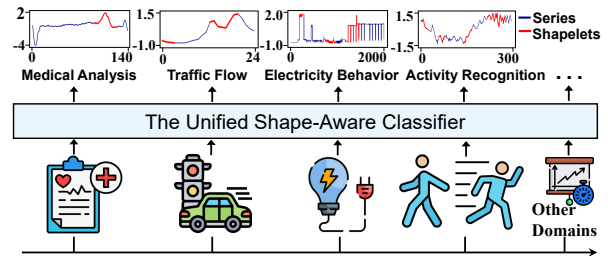 2
-4
0
140
Medical Analysis
1.5
-1.0
0
24
Traffic Flow
2.0
-1.0
0
2000
Electricity Behavior
1.5
-1.5
0
300
Activity Recognition
Series
Shapelets
...
The Unified Shape-Aware Classifier
Other
Domains